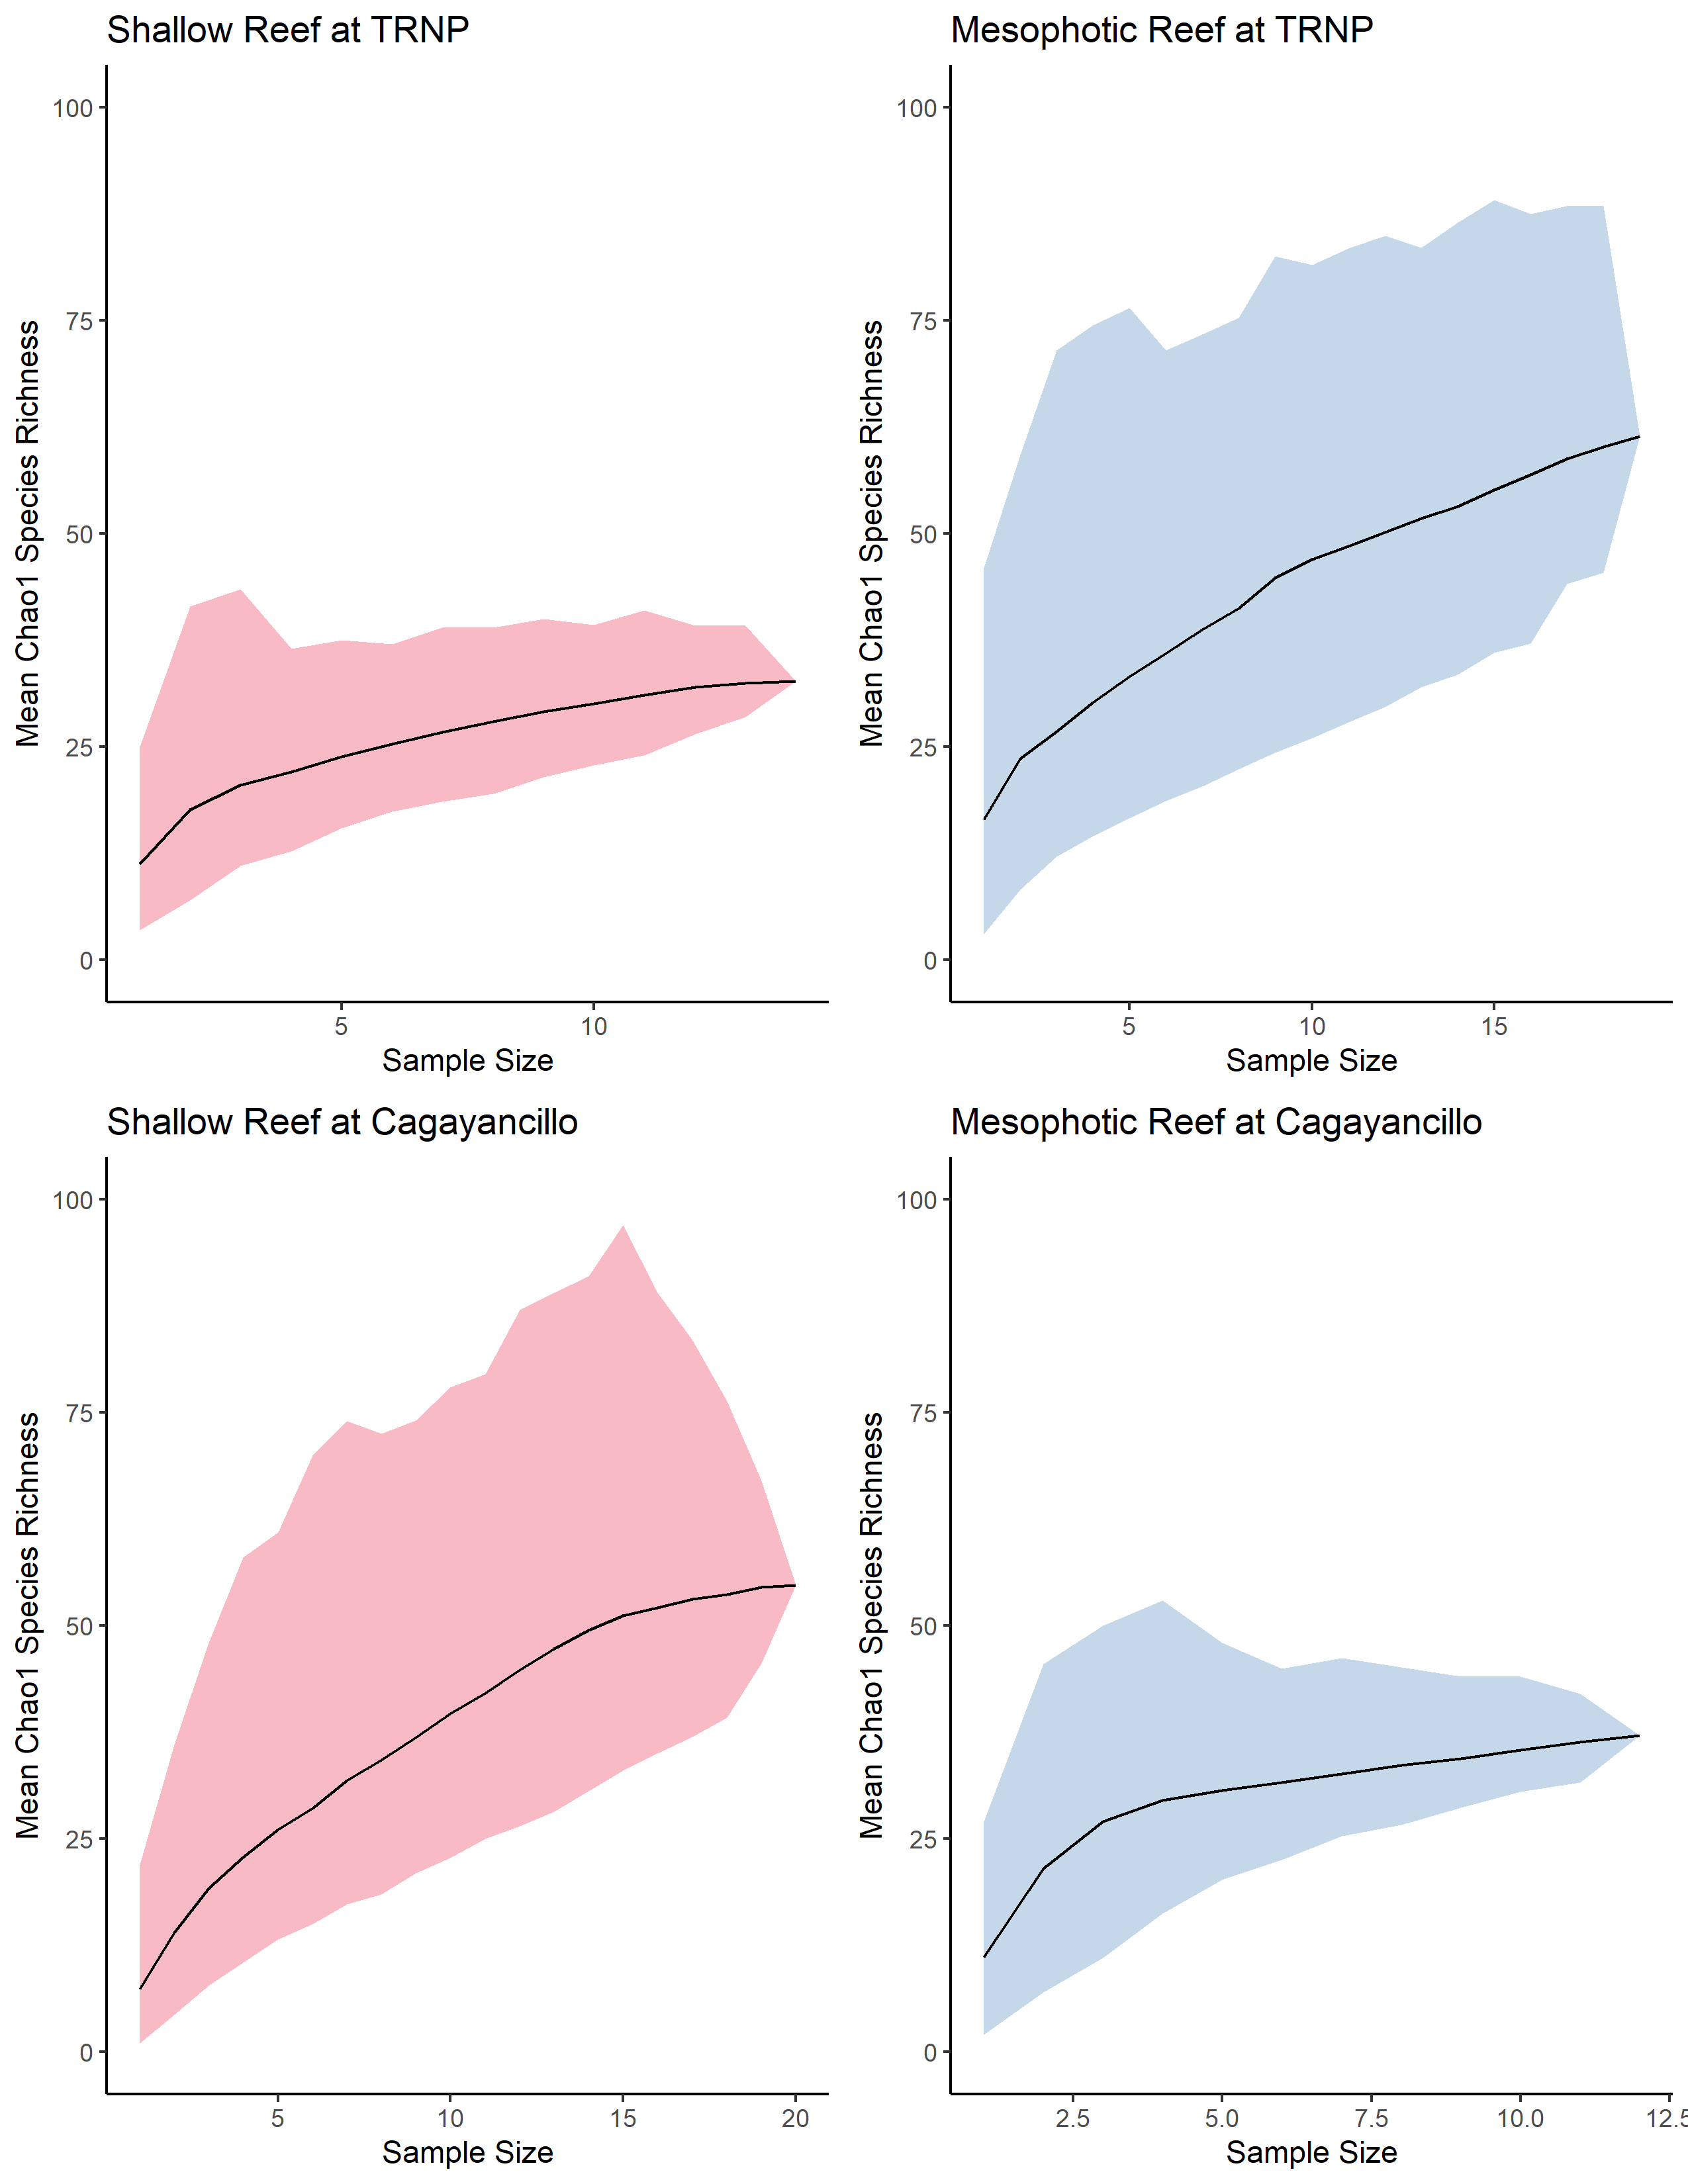 Shallow Reef at TRNP
Mean Chao1 Species Richness
100
75
50
25
0
5
10
Sample Size
Mesophotic Reef at TRNP
Mean Chao1 Species Richness
100
75
50
25
0
5
10
15
Sample Size
Shallow Reef at Cagayancillo
Mean Chao1 Species Richness
100
75
50
25
0
5
10
15
20
Sample Size
Mesophotic Reef at Cagayancillo
Mean Chao1 Species Richness
100
75
50
25
0
2.5
5.0
7.5
10.0
12.5
Sample Size